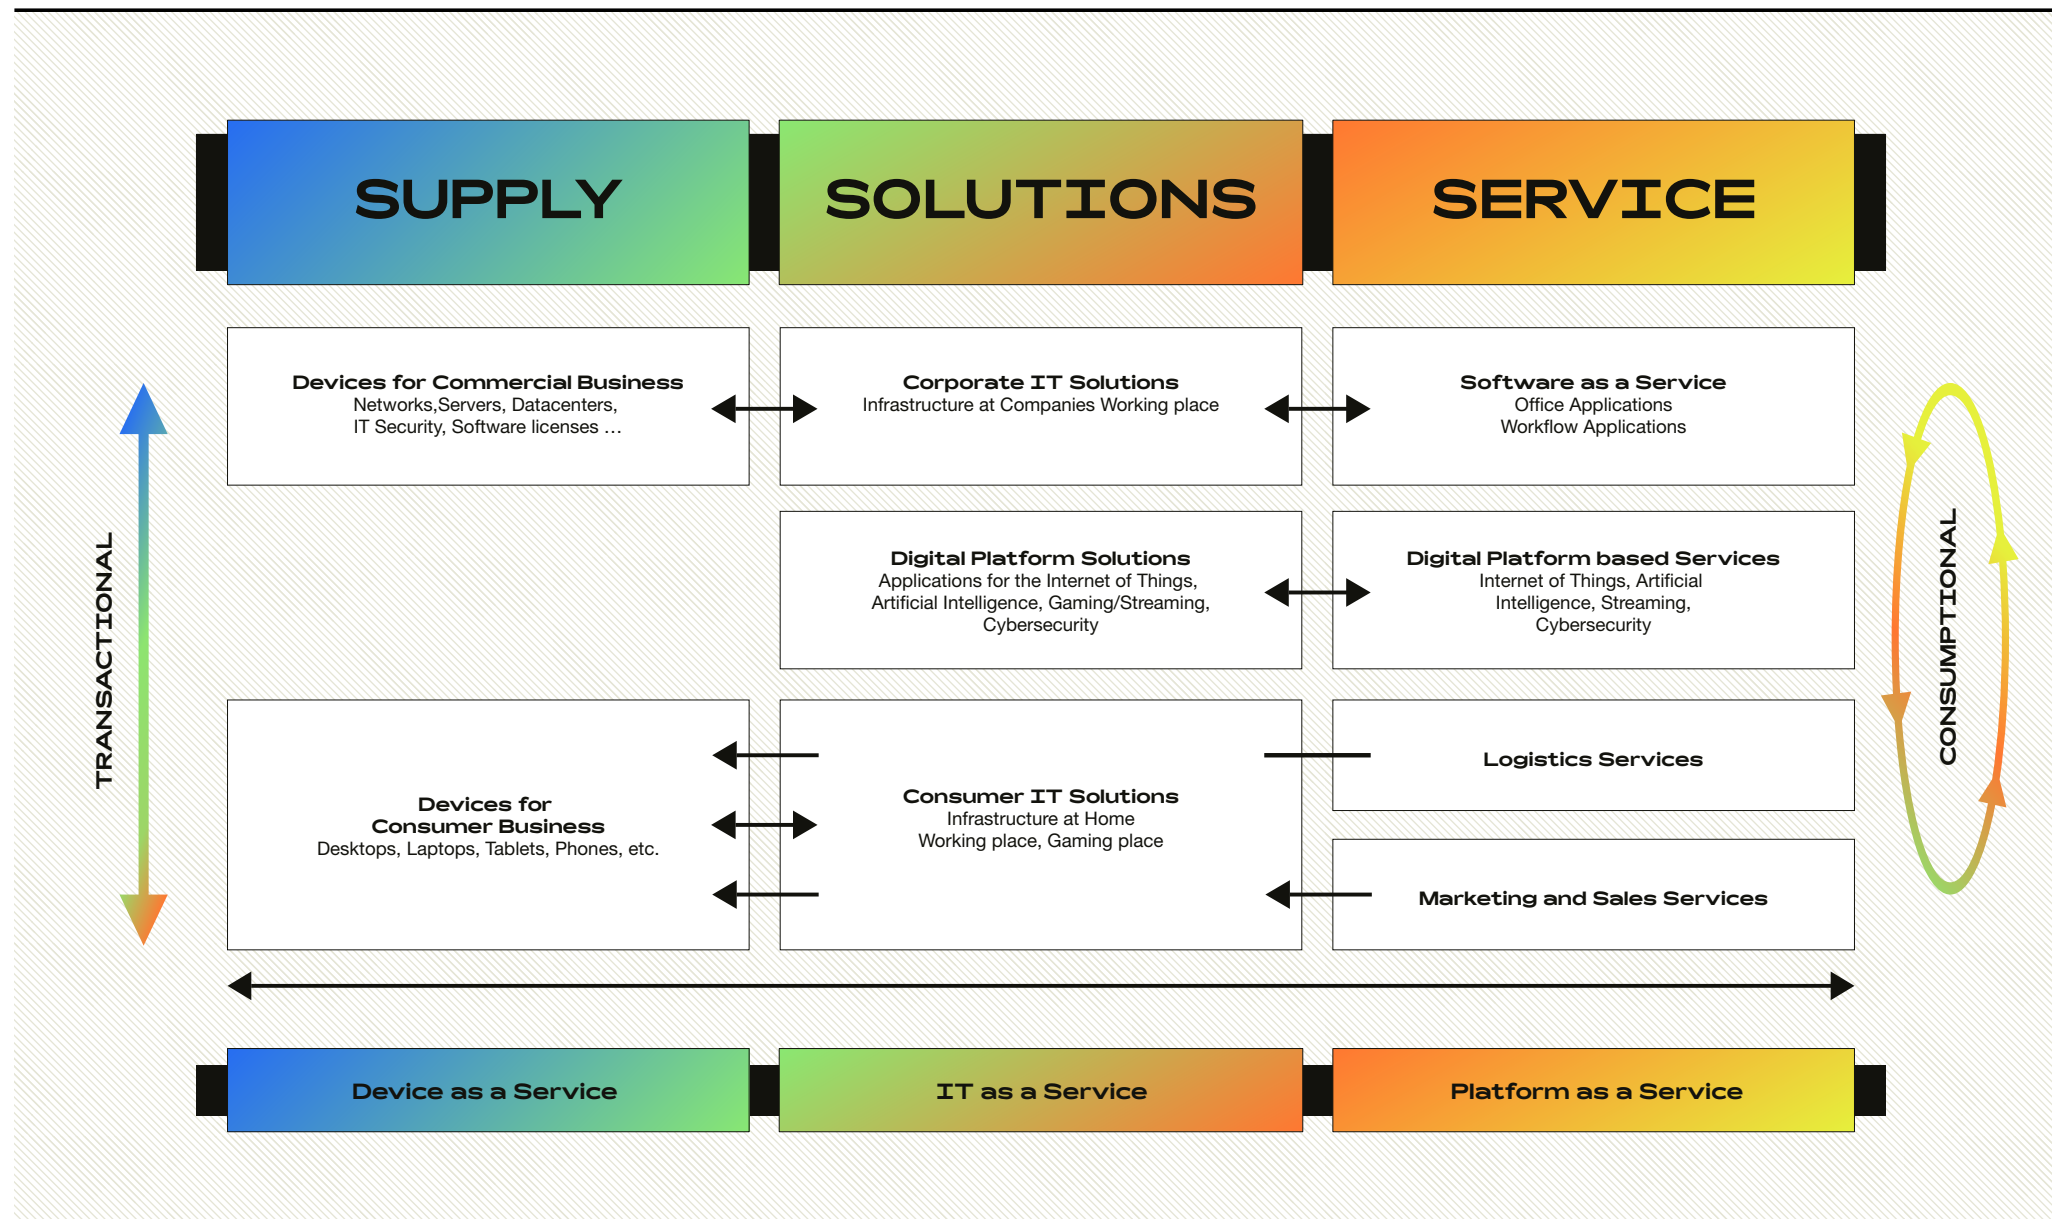 SUPPLY
SOLUTIONS
SERVICE
Devices for Commercial Business
Networks,Servers, Datacenters,
IT Security, Software licenses ...
Corporate IT Solutions
Infrastructure at Companies Working place
Software as a Service
Office Applications
Workflow Applications
Digital Platform Solutions
Applications for the Internet of Things,
Artificial Intelligence, Gaming/Streaming,
Cybersecurity
Digital Platform based Services
Internet of Things, Artificial
Intelligence, Streaming,
Cybersecurity
TRANSACTIONAL
CONSUMPTIONAL
Devices for
Consumer Business
Desktops, Laptops, Tablets, Phones, etc.
Consumer IT Solutions
Infrastructure at Home
Working place, Gaming place
Logistics Services
Marketing and Sales Services
Device as a Service
IT as a Service
Platform as a Service